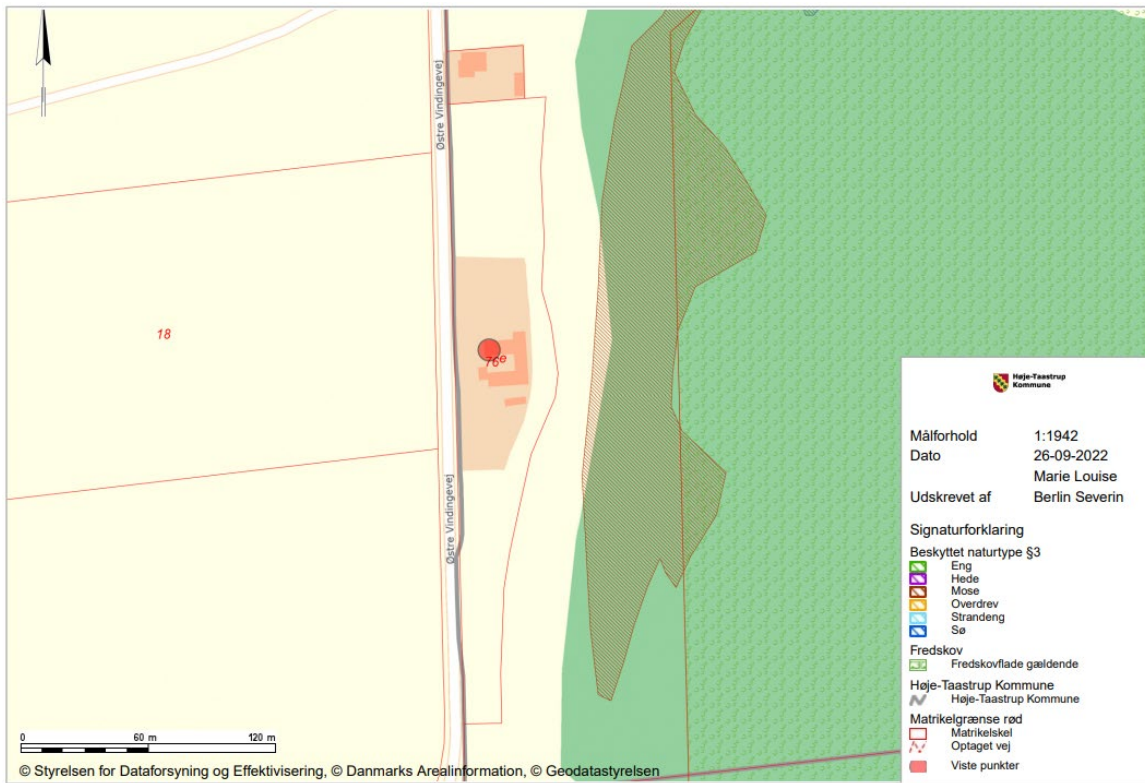 Østre Vindingevej
18
76e
Østre Vindingevej
0 60 m 120 m
© Styrelsen for Dataforsyning og Effektivisering, © Danmarks Arealinformation, © Geodatastyrelsen
Høje-Taastrup
Kommune
Målforhold 1:1942
Dato 26-09-2022
Marie Louise
Udskrevet af Berlin Severin
Signaturforklaring
Beskyttet naturtype §3
Eng
Hede
Mose
Overdrev
Strandeng
Sø
Fredskov
Fredskovflade gældende
Høje-Taastrup Kommune
Høje-Taastrup Kommune
Matrikelgrænse rød
Matrikelskel
Optaget vej
Viste punkter